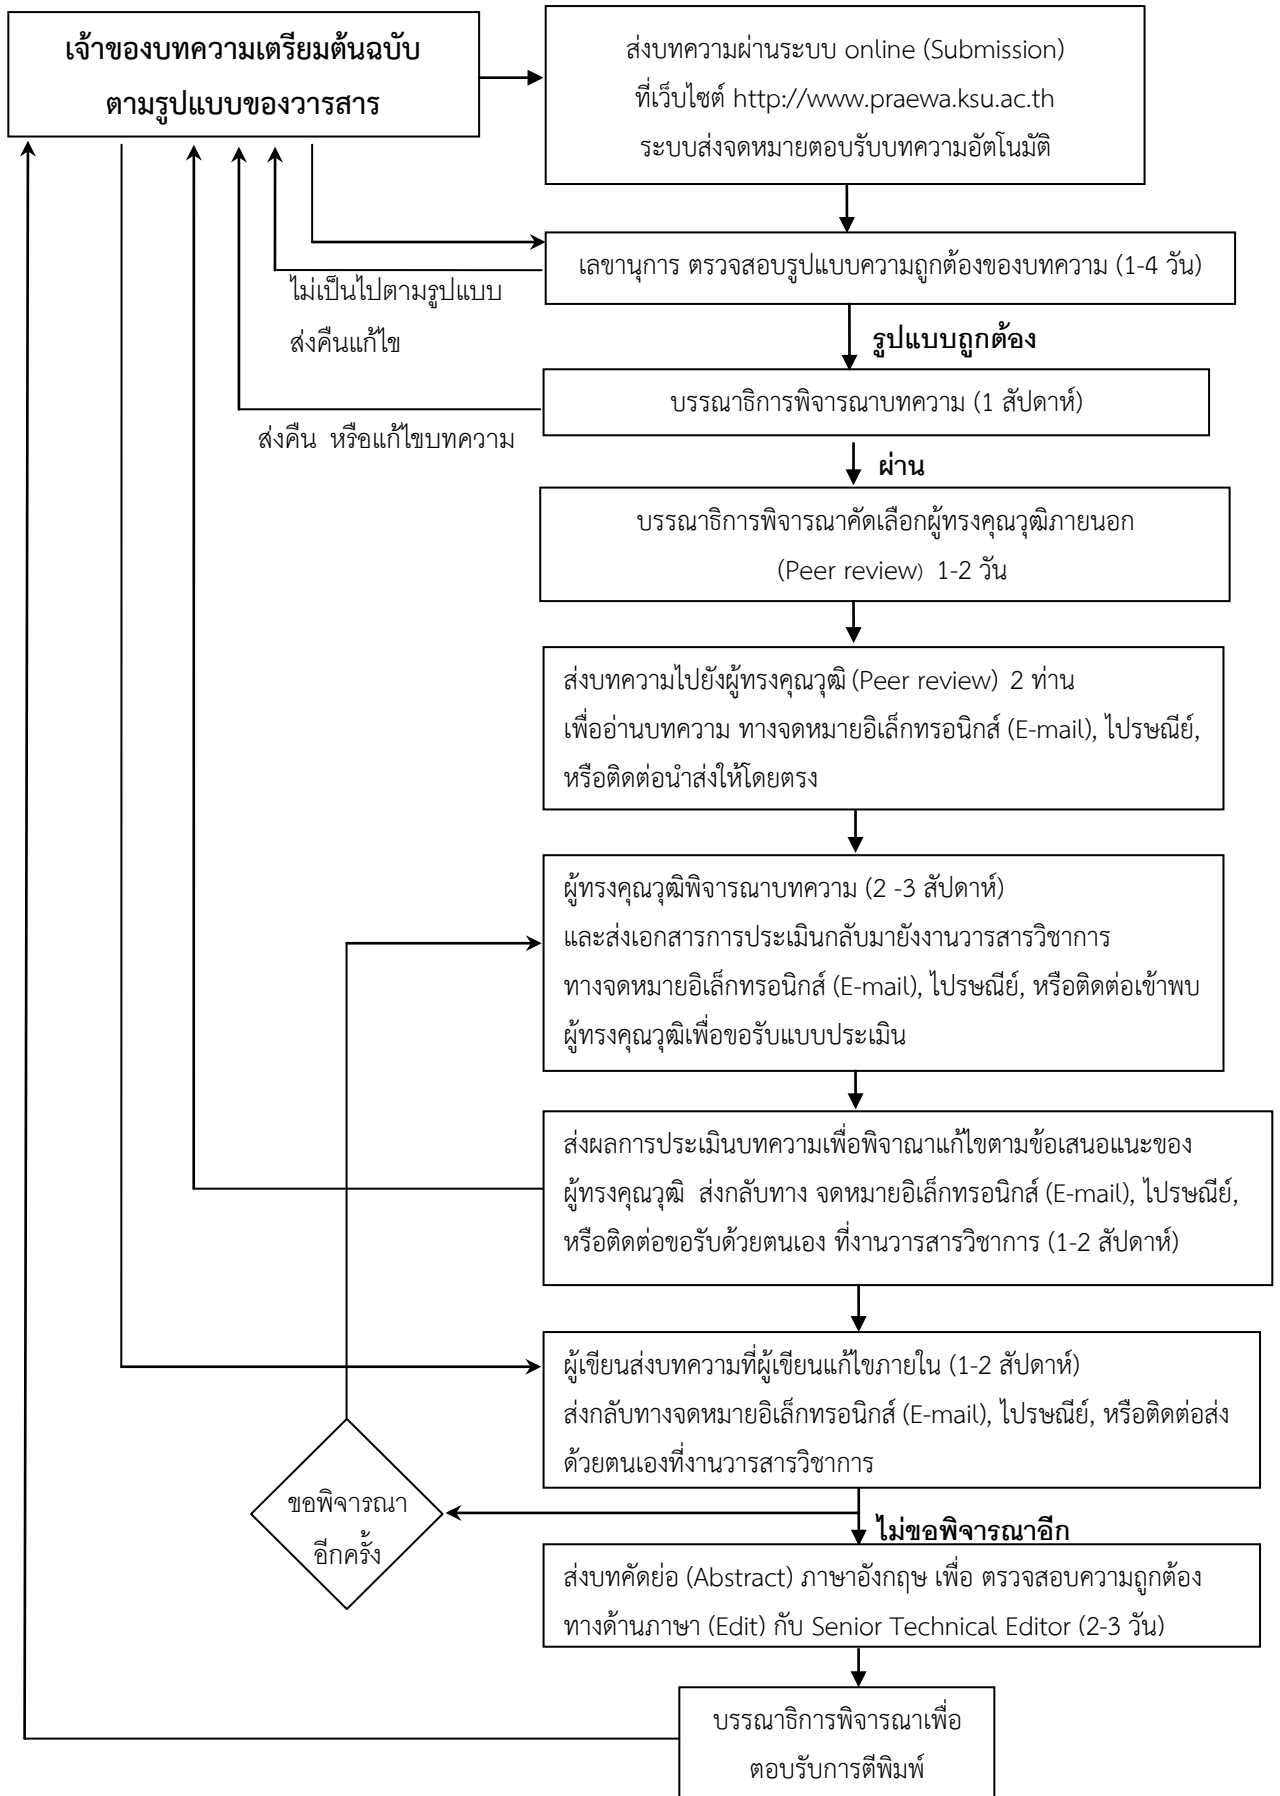 เจ้าของบทความเตรียมต้นฉบับ
ตามรูปแบบของวารสาร
ส่งบทความผ่านระบบ online (Submission)
ที่เว็บไซต์ http://www.praewa.ksu.ac.th
ระบบส่งจดหมายตอบรับบทความอัตโนมัติ
เลขานุการ ตรวจสอบรูปแบบความถูกต้องของบทความ (1-4 วัน)
ไม่เป็นไปตามรูปแบบ
ส่งคืนแก้ไข
รูปแบบถูกต้อง
บรรณาธิการพิจารณาบทความ (1 สัปดาห์)
ส่งคืน หรือแก้ไขบทความ
ผ่าน
บรรณาธิการพิจารณาคัดเลือกผู้ทรงคุณวุฒิภายนอก
(Peer review) 1-2 วัน
ส่งบทความไปยังผู้ทรงคุณวุฒิ (Peer review) 2 ท่าน
เพื่ออ่านบทความ ทางจดหมายอิเล็กทรอนิกส์ (E-mail), ไปรษณีย์,
หรือติดต่อนำส่งให้โดยตรง
ผู้ทรงคุณวุฒิพิจารณาบทความ (2 -3 สัปดาห์)
และส่งเอกสารการประเมินกลับมายังงานวารสารวิชาการ
ทางจดหมายอิเล็กทรอนิกส์ (E-mail), ไปรษณีย์, หรือติดต่อเข้าพบ
ผู้ทรงคุณวุฒิเพื่อขอรับแบบประเมิน
ส่งผลการประเมินบทความเพื่อพิจาณาแก้ไขตามข้อเสนอแนะของ
ผู้ทรงคุณวุฒิ ส่งกลับทาง จดหมายอิเล็กทรอนิกส์ (E-mail), ไปรษณีย์,
หรือติดต่อขอรับด้วยตนเอง ที่งานวารสารวิชาการ (1-2 สัปดาห์)
ผู้เขียนส่งบทความที่ผู้เขียนแก้ไขภายใน (1-2 สัปดาห์)
ส่งกลับทางจดหมายอิเล็กทรอนิกส์ (E-mail), ไปรษณีย์, หรือติดต่อส่ง
ด้วยตนเองที่งานวารสารวิชาการ
ขอพิจารณา
อีกครั้ง
ไม่ขอพิจารณาอีก
ส่งบทคัดย่อ (Abstract) ภาษาอังกฤษ เพื่อ ตรวจสอบความถูกต้อง
ทางด้านภาษา (Edit) กับ Senior Technical Editor (2-3 วัน)
บรรณาธิการพิจารณาเพื่อ
ตอบรับการตีพิมพ์